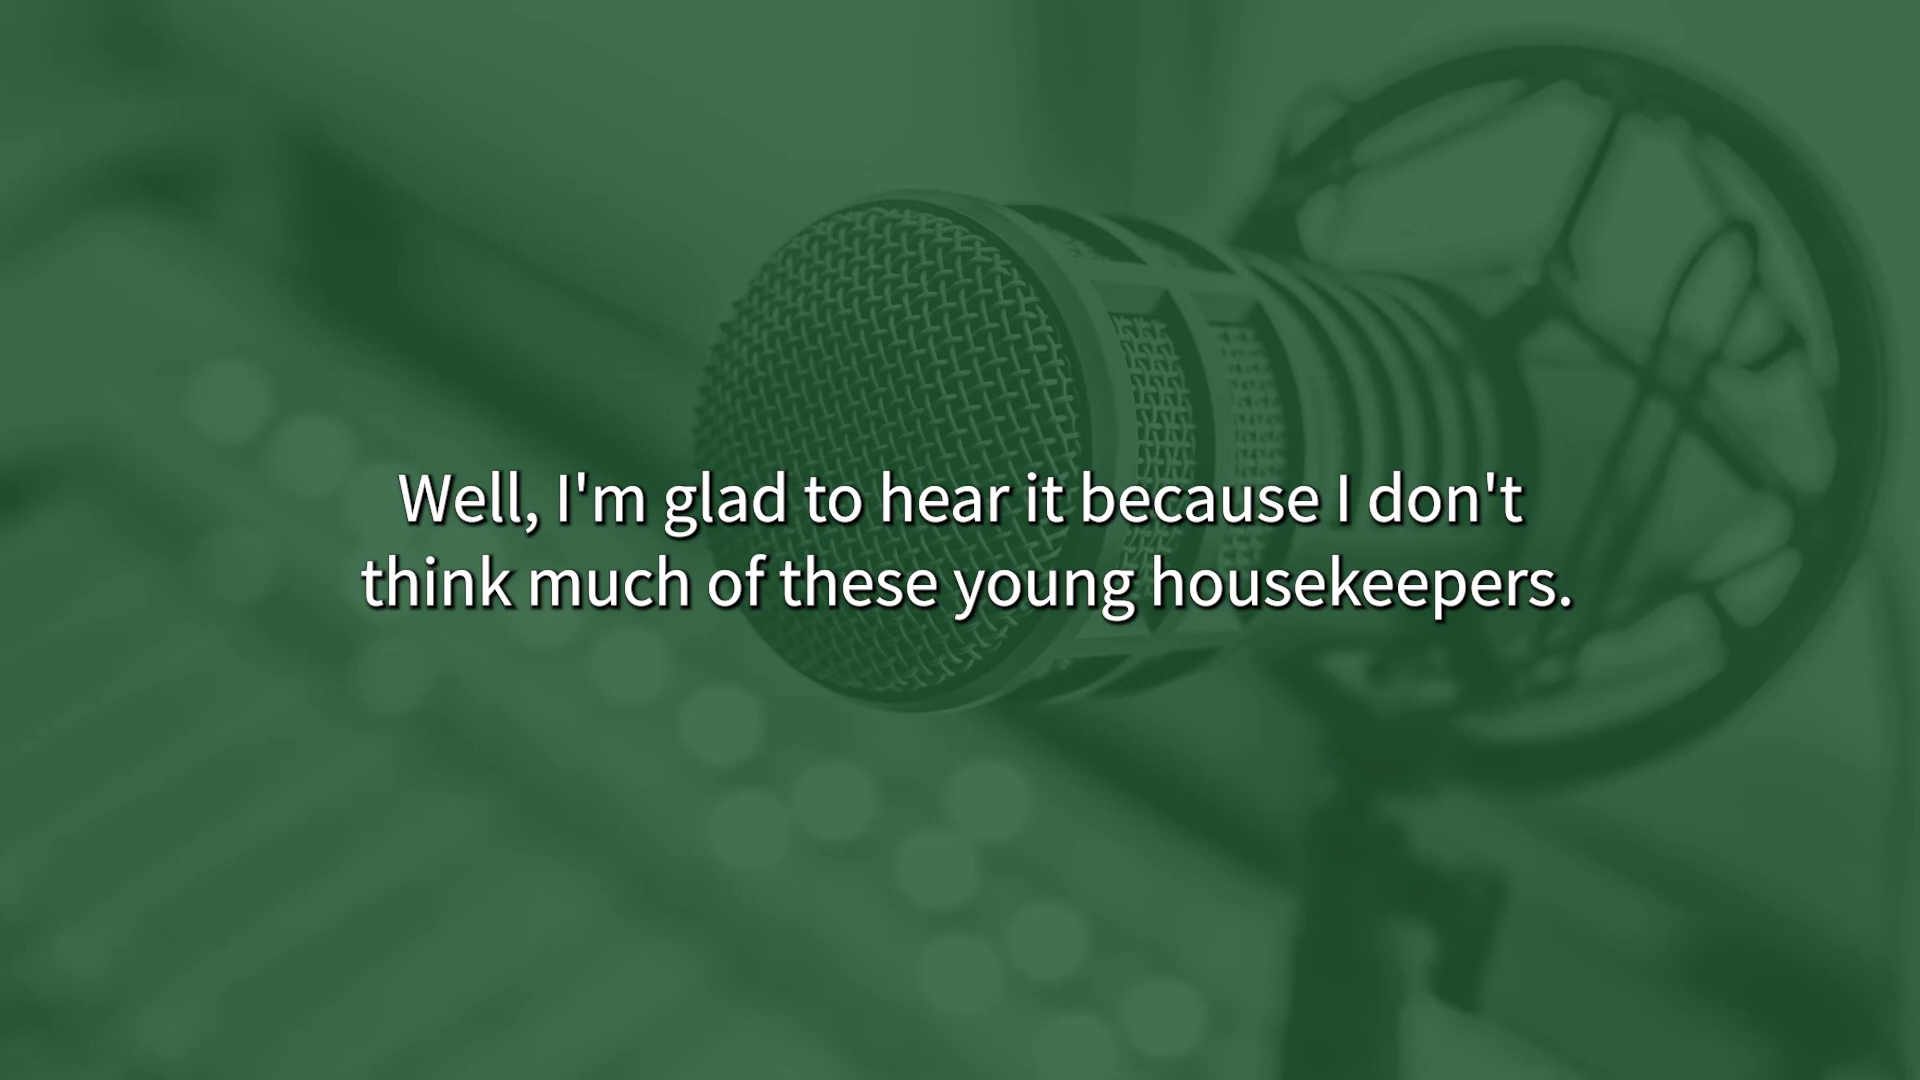 Well, I'm glad to hear it because I don't
think much of these young housekeepers.